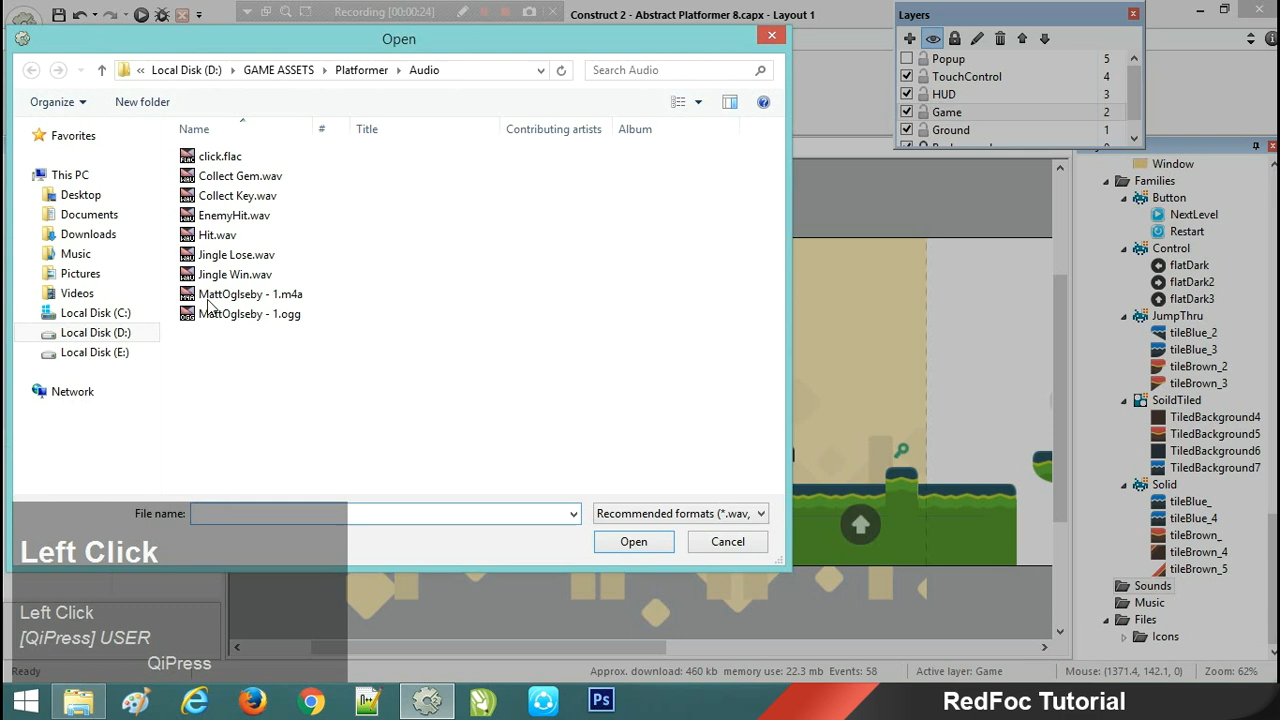 Recording [00:00:24]
Construct 2 - Abstract Platformer 8.capx - Layout 1
Layers
Open
Popup 5
TouchControl 4
HUD 3
Game 2
Ground 1
« Local Disk (D:) GAME ASSETS Platformer Audio
Search Audio
Organize
New folder
Name # Title Contributing artists Album
Favorites
This PC
Desktop
Documents
Downloads
Music
Pictures
Videos
Local Disk (C:)
Local Disk (D:)
Local Disk (E:)
Network
click.flac
Collect Gem.wav
Collect Key.wav
EnemyHit.wav
Hit.wav
Jingle Lose.wav
Jingle Win.wav
MattOglseby - 1.m4a
MattOglseby - 1.ogg
File name:
Recommended formats (*.wav,
Open
Cancel
Window
Families
Button
NextLevel
Restart
Control
flatDark
flatDark2
flatDark3
JumpThru
tileBlue_2
tileBlue_3
tileBrown_2
tileBrown_3
SoildTiled
TiledBackground4
TiledBackground5
TiledBackground6
TiledBackground7
Solid
tileBlue_
tileBlue_4
tileBrown_
tileBrown_4
tileBrown_5
Sounds
Music
Files
Icons
Left Click
Left Click
[QiPress] USER
QiPress
Ready
Approx. download: 460 kb
memory use: 22.3 mb
Events: 58
Active layer: Game
Mouse: (1371.4, 142.1, 0)
Zoom: 62%
RedFoc Tutorial